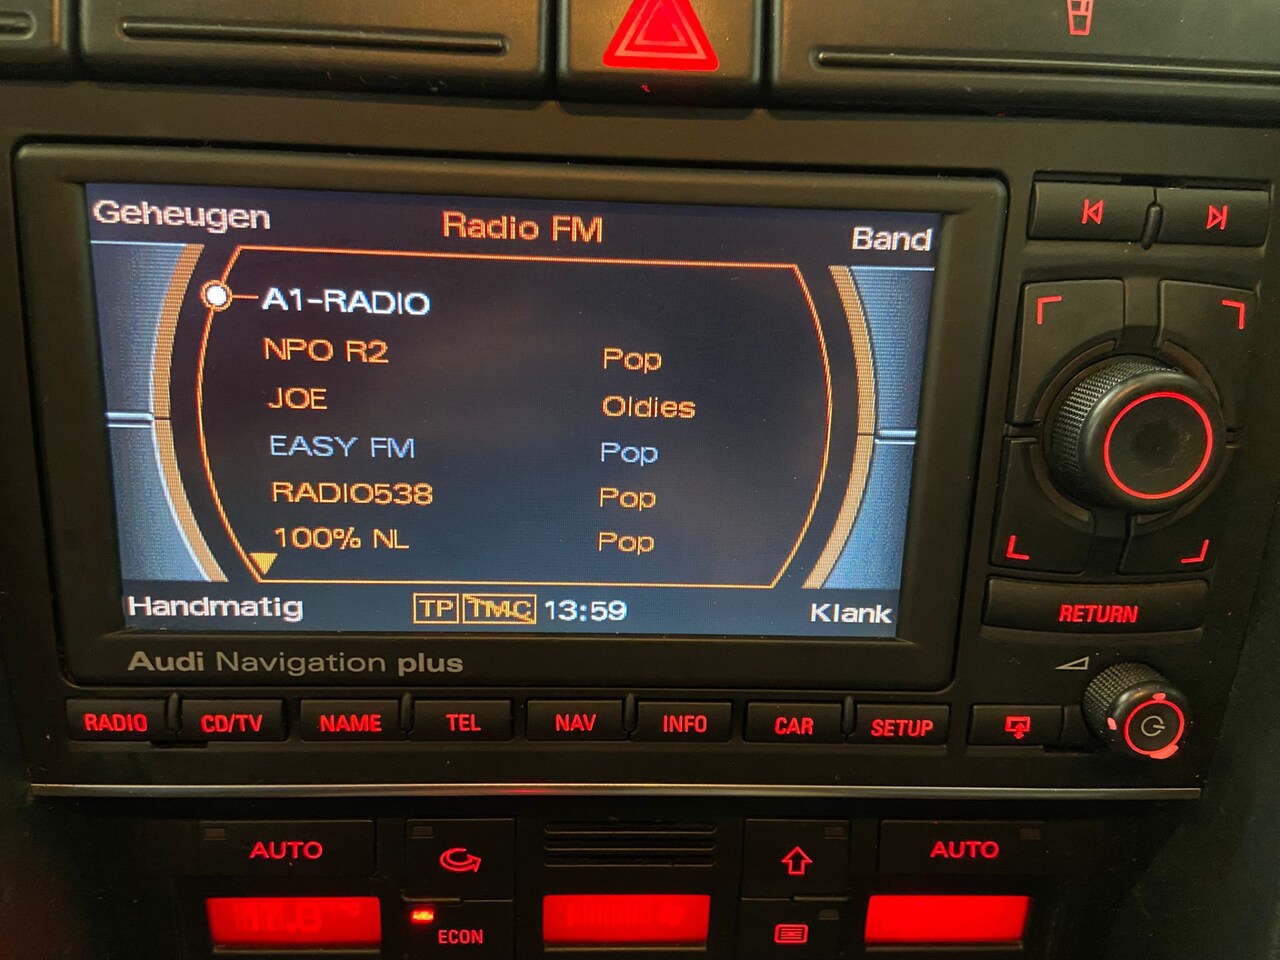 Geheugen Radio FM Band
A1-RADIO
NPO R2 Pop
JOE Oldies
EASY FM Pop
RADIO538 Pop
100% NL Pop
Handmatig TP TMC 13:59 Klank
Audi Navigation plus
RETURN
RADIO CD/TV NAME TEL NAV INFO CAR SETUP
AUTO AUTO
ECON